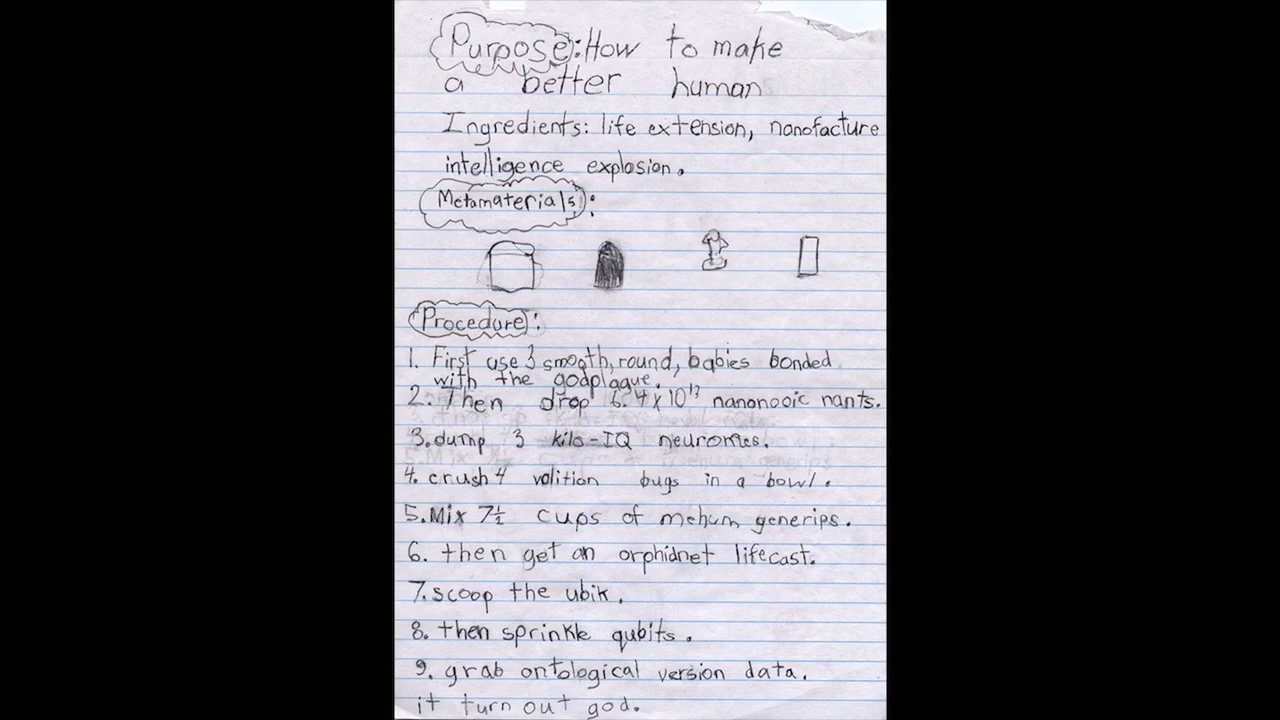 Purpose: How to make
a better human
Ingredients: life extension, nanofacture
intelligence explosion.
Metamaterials:
Procedure:
1. First use 3 smooth, round, babies bonded
with the godplague.
2. Then drop 6.4 x 10¹³ nanonooic nants.
3. dump 3 kilo-IQ neuromes.
4. crush 4 volition bugs in a bowl.
5. Mix 7½ cups of mehum generips.
6. then get an orphidnet lifecast.
7. scoop the ubik.
8. then sprinkle qubits.
9. grab ontological version data.
it turn out god.